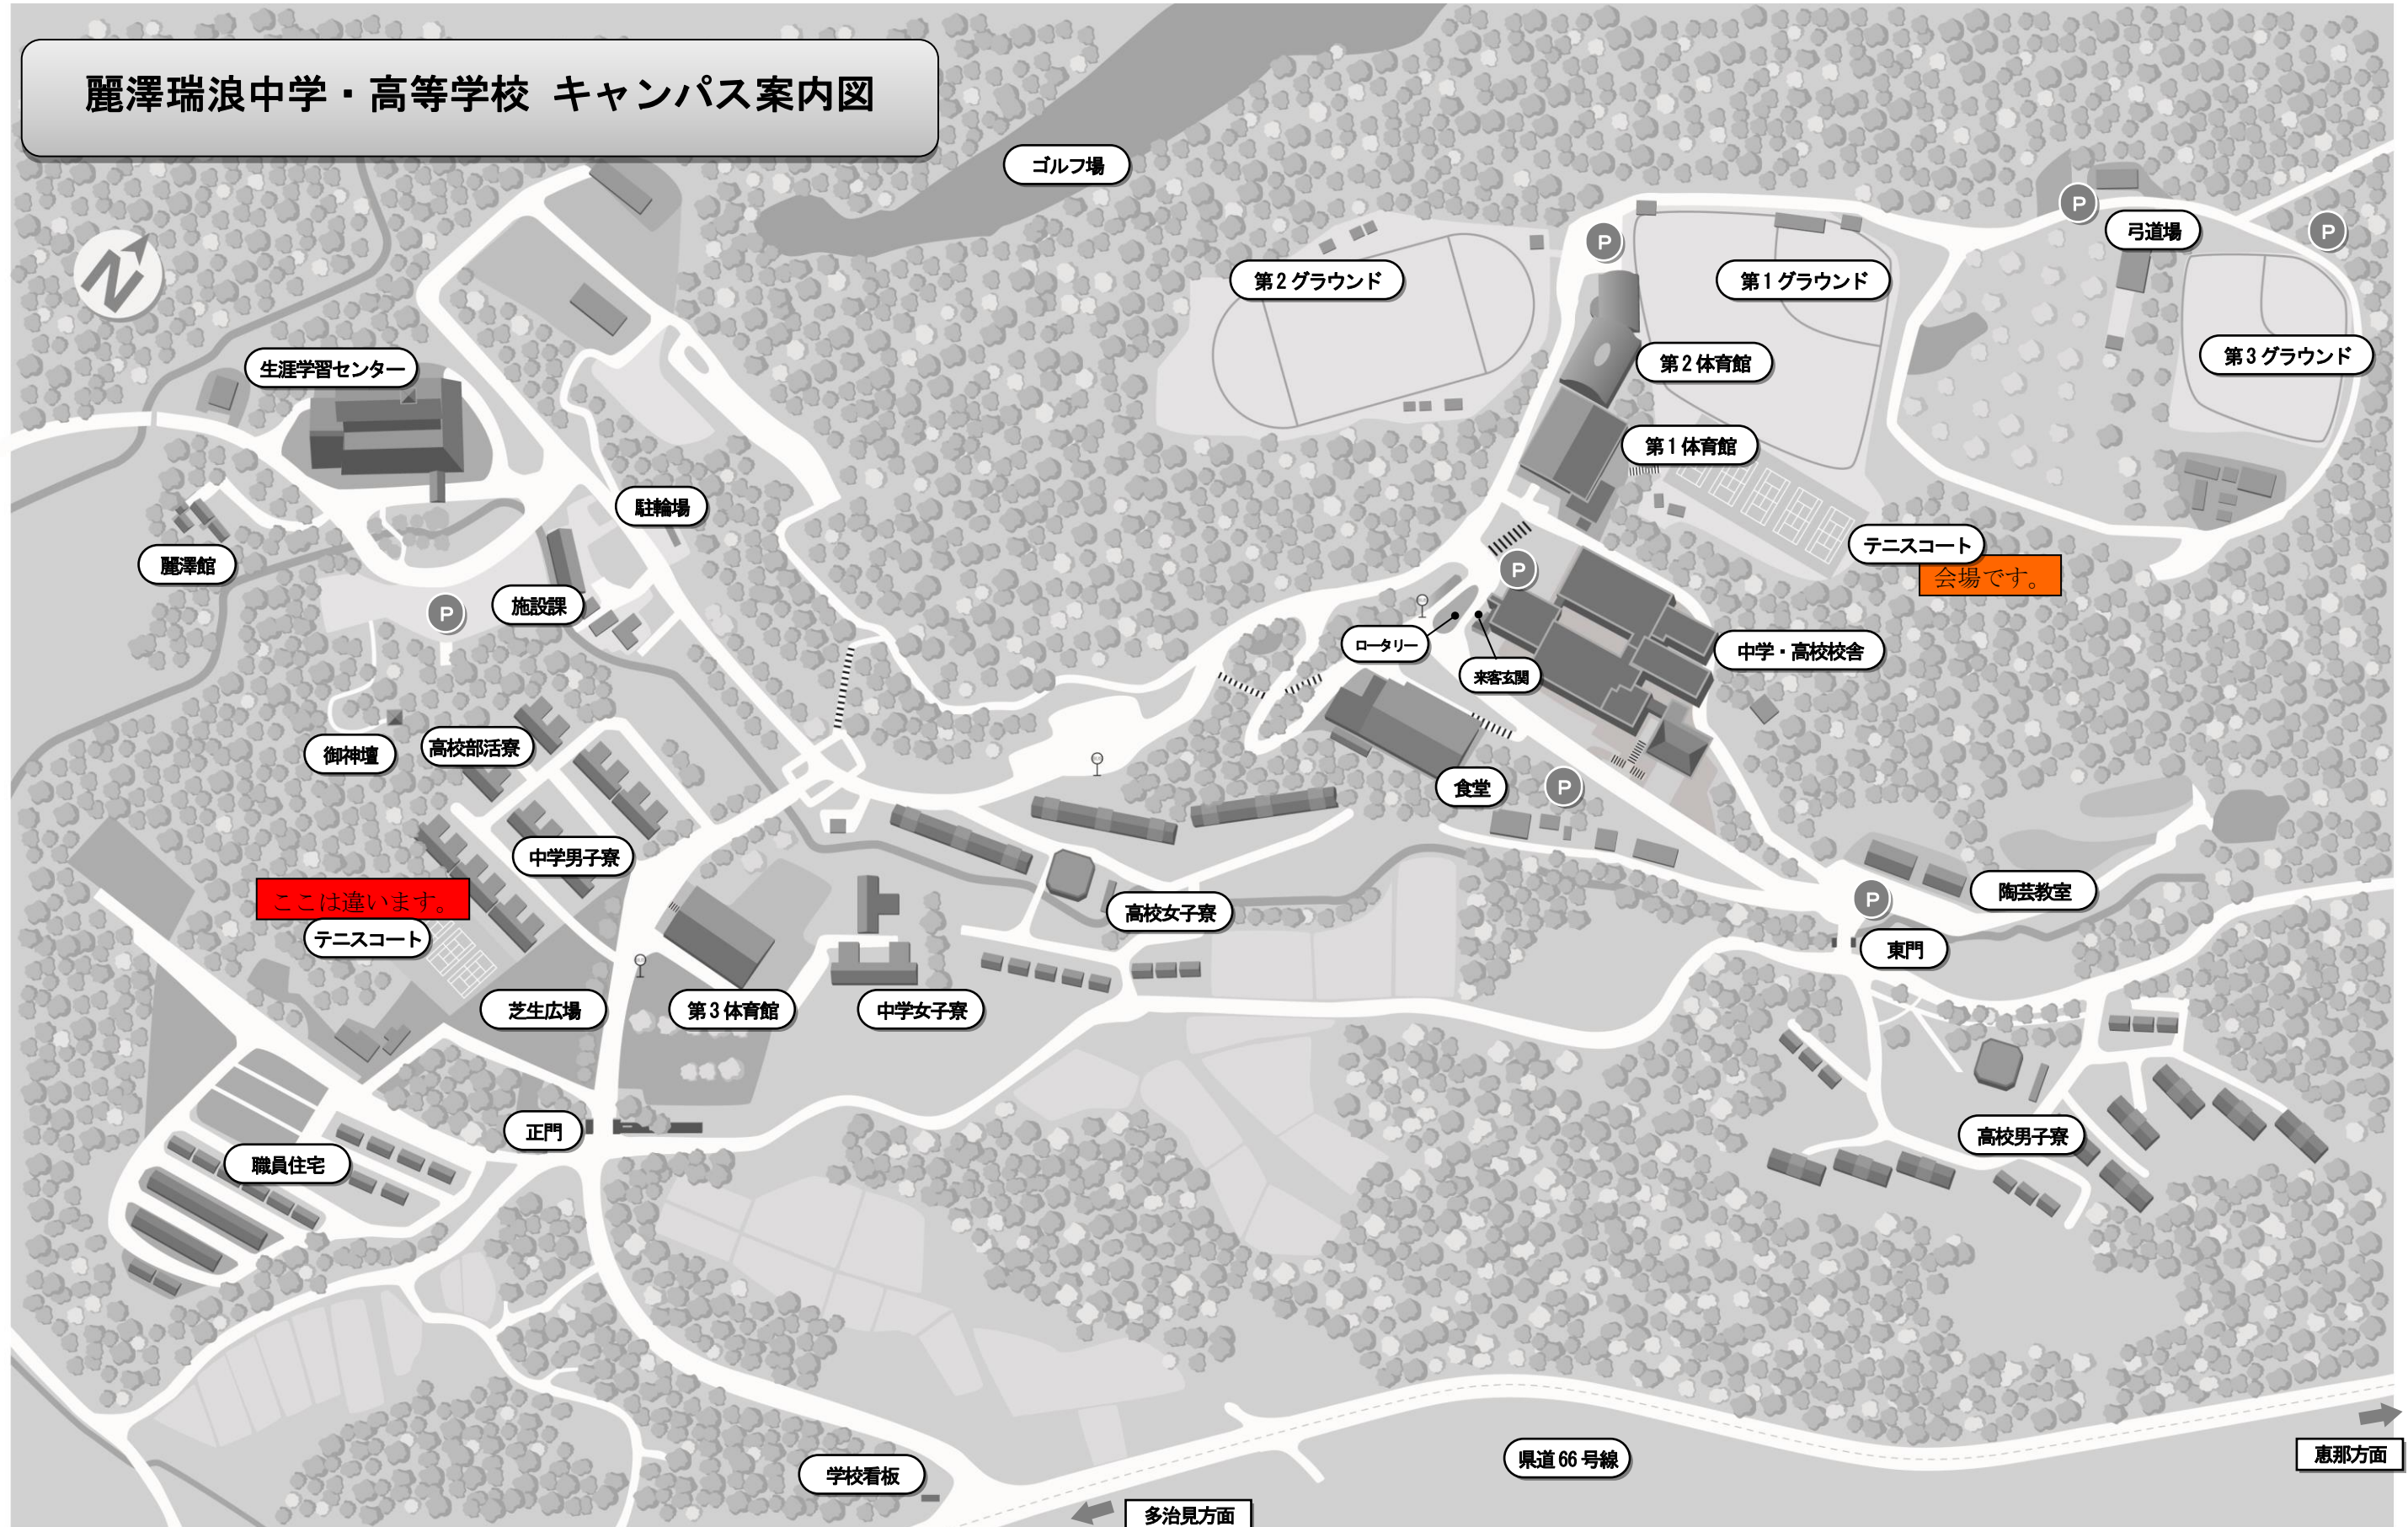 麗澤瑞浪中学・高等学校 キャンパス案内図
ゴルフ場
N
P
P
P
弓道場
第2グラウンド
第1グラウンド
第3グラウンド
第2体育館
生涯学習センター
第1体育館
駐輪場
テニスコート
会場です。
麗澤館
P
施設課
P
ロータリー
来客玄関
中学・高校校舎
御神壇
高校部活寮
食堂
P
中学男子寮
ここは違います。
テニスコート
高校女子寮
陶芸教室
P
東門
芝生広場
第3体育館
中学女子寮
正門
職員住宅
高校男子寮
学校看板
県道66号線
恵那方面
多治見方面